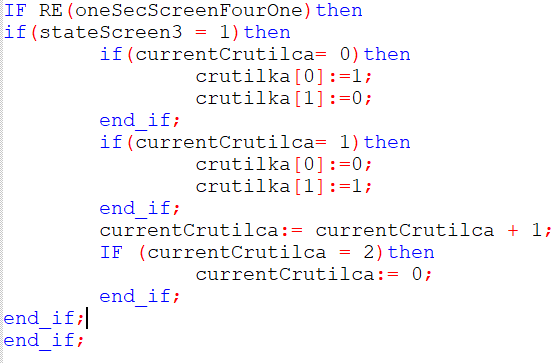 IF RE(oneSecScreenFourOne)then
if(stateScreen3 = 1)then
if(currentCrutilca= 0)then
crutilka[0]:=1;
crutilka[1]:=0;
end_if;
if(currentCrutilca= 1)then
crutilka[0]:=0;
crutilka[1]:=1;
end_if;
currentCrutilca:= currentCrutilca + 1;
IF (currentCrutilca = 2)then
currentCrutilca:= 0;
end_if;
end_if;
end_if;